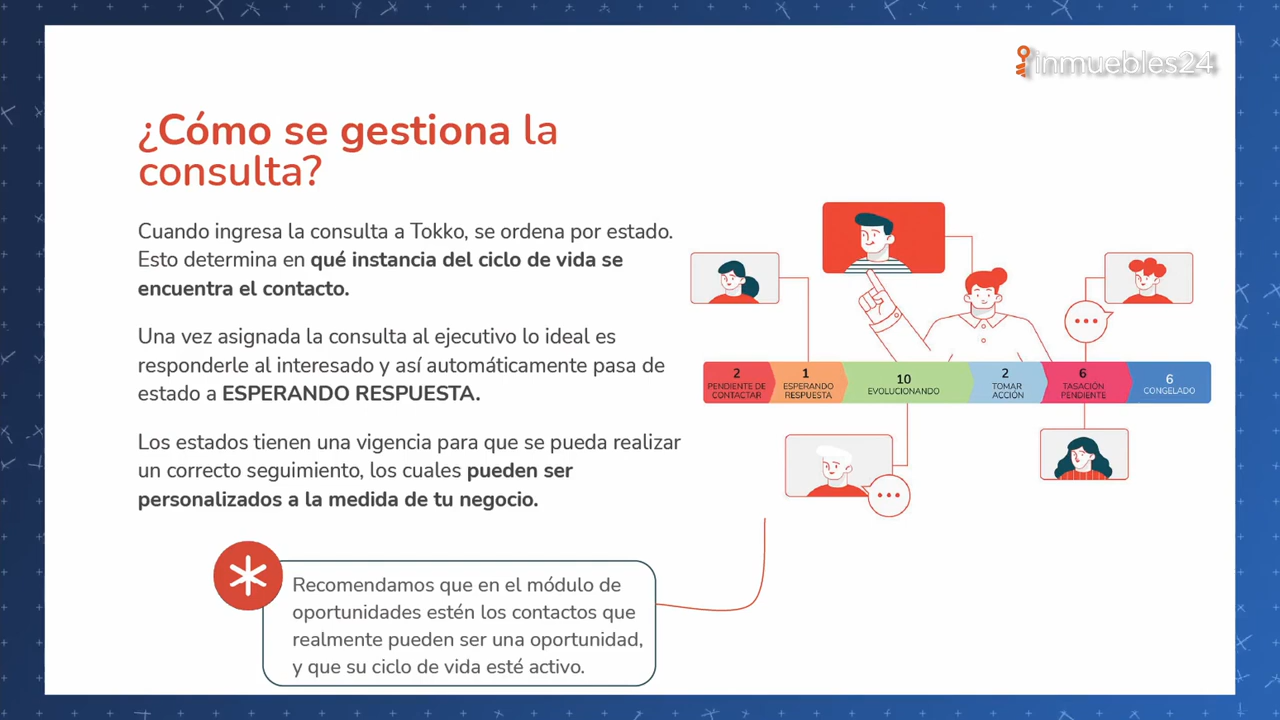 inmuebles24
¿Cómo se gestiona la
consulta?
Cuando ingresa la consulta a Tokko, se ordena por estado.
Esto determina en qué instancia del ciclo de vida se
encuentra el contacto.
Una vez asignada la consulta al ejecutivo lo ideal es
responderle al interesado y así automáticamente pasa de
estado a ESPERANDO RESPUESTA.
Los estados tienen una vigencia para que se pueda realizar
un correcto seguimiento, los cuales pueden ser
personalizados a la medida de tu negocio.
Recomendamos que en el módulo de
oportunidades estén los contactos que
realmente pueden ser una oportunidad,
y que su ciclo de vida esté activo.
2
PENDIENTE DE
CONTACTAR
1
ESPERANDO
RESPUESTA
10
EVOLUCIONANDO
2
TOMAR
ACCIÓN
6
TASACIÓN
PENDIENTE
6
CONGELADO